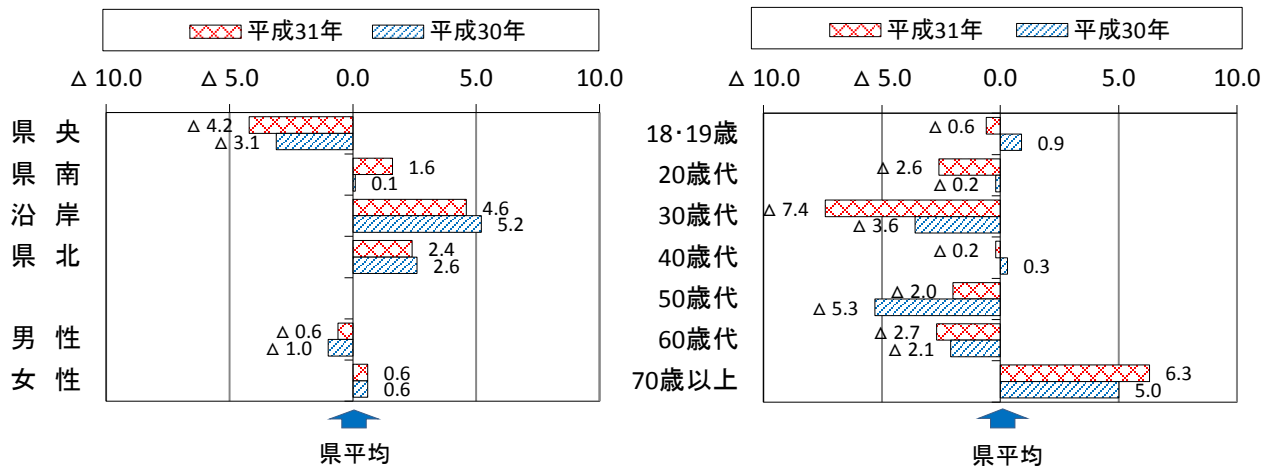 平成31年 平成30年
△ 10.0 △ 5.0 0.0 5.0 10.0
県 央 △ 4.2 △ 3.1
県 南 1.6 0.1
沿 岸 4.6 5.2
県 北 2.4 2.6
男 性 △ 0.6 △ 1.0
女 性 0.6 0.6
県平均
平成31年 平成30年
△ 10.0 △ 5.0 0.0 5.0 10.0
18･19歳 △ 0.6 0.9
20歳代 △ 2.6 △ 0.2
30歳代 △ 7.4 △ 3.6
40歳代 △ 0.2 0.3
50歳代 △ 2.0 △ 5.3
60歳代 △ 2.7 △ 2.1
70歳以上 6.3 5.0
県平均